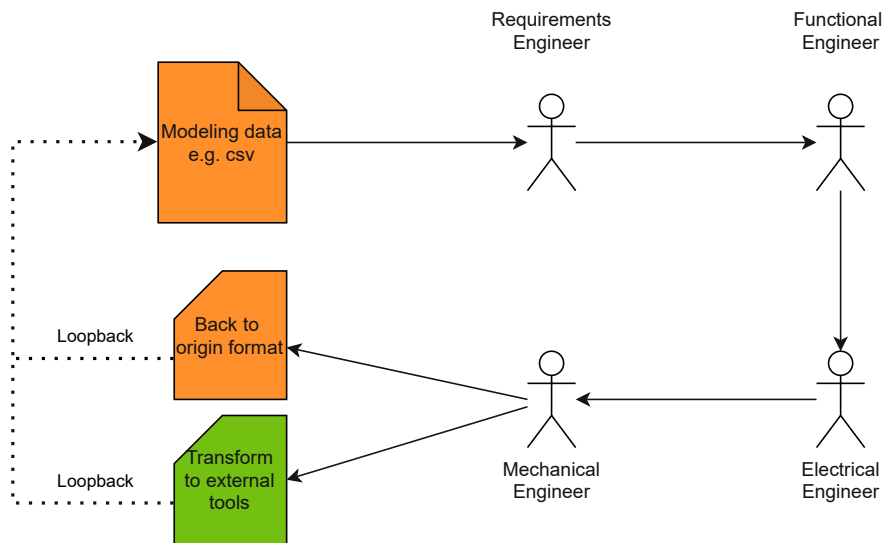 Requirements
Engineer
Functional
Engineer
Modeling data
e.g. csv
Loopback
Back to
origin format
Loopback
Transform
to external
tools
Mechanical
Engineer
Electrical
Engineer